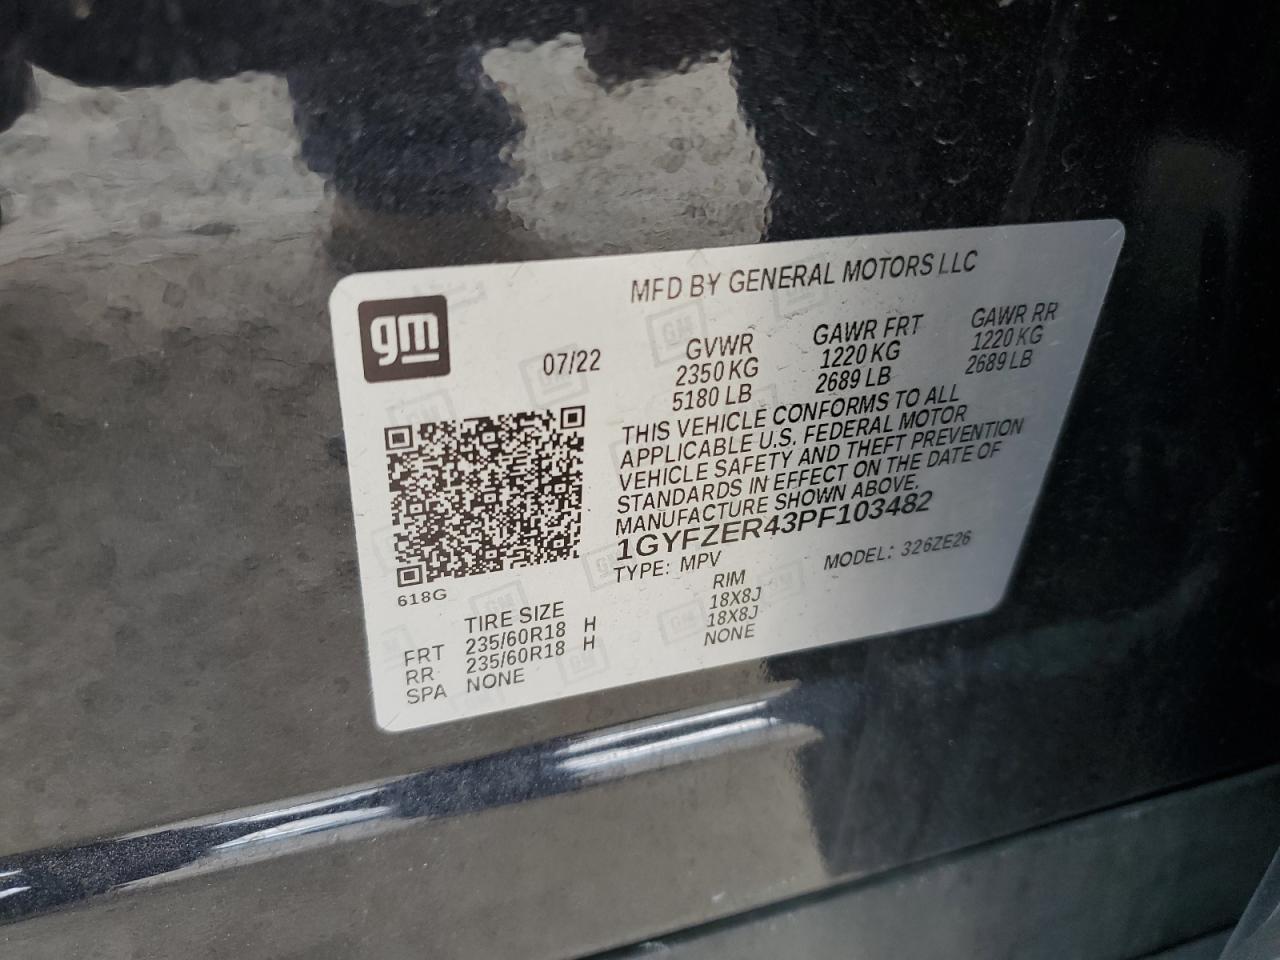 gm
MFD BY GENERAL MOTORS LLC
07/22
GVWR GAWR FRT GAWR RR
2350 KG 1220 KG 1220 KG
5180 LB 2689 LB 2689 LB
THIS VEHICLE CONFORMS TO ALL
APPLICABLE U.S. FEDERAL MOTOR
VEHICLE SAFETY AND THEFT PREVENTION
STANDARDS IN EFFECT ON THE DATE OF
MANUFACTURE SHOWN ABOVE.
1GYFZER43PF103482
TYPE: MPV MODEL: 326ZE26
618G
TIRE SIZE RIM
FRT 235/60R18 H 18X8J
RR 235/60R18 H 18X8J
SPA NONE NONE